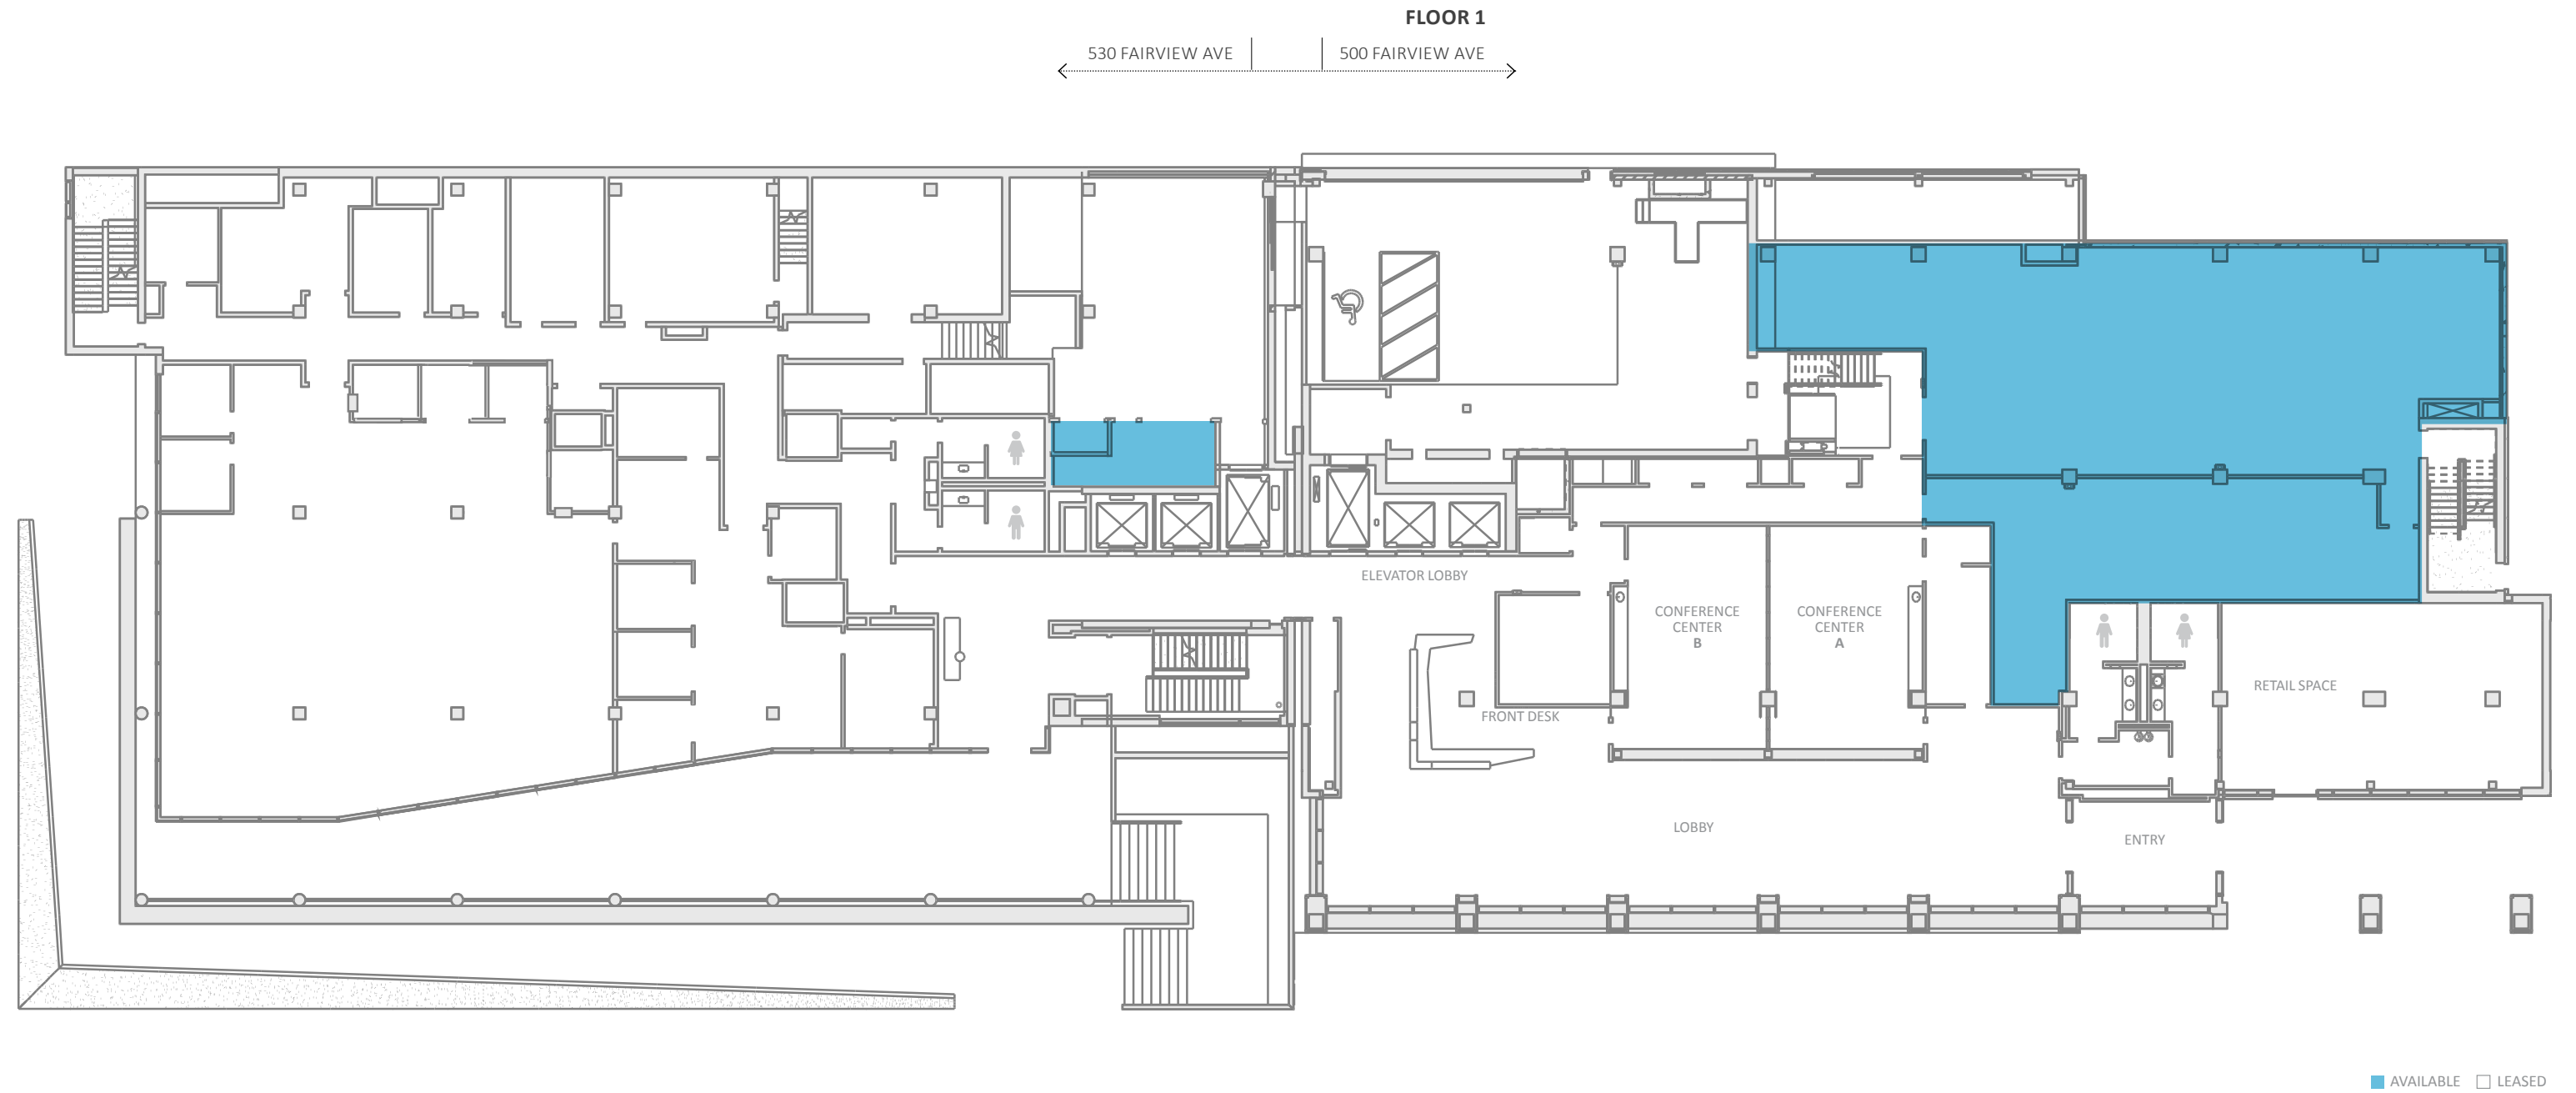 FLOOR 1
530 FAIRVIEW AVE
500 FAIRVIEW AVE
ELEVATOR LOBBY
CONFERENCE
CENTER
B
CONFERENCE
CENTER
A
RETAIL SPACE
FRONT DESK
LOBBY
ENTRY
AVAILABLE
LEASED